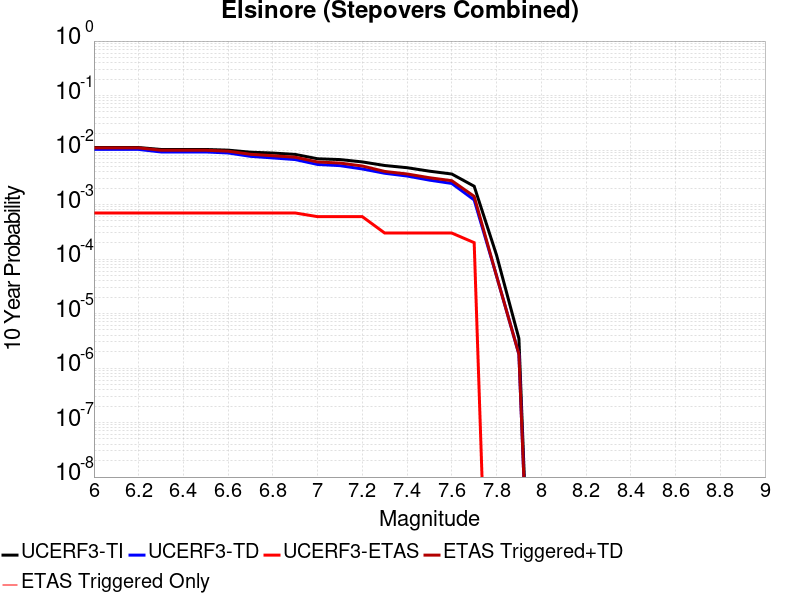 Elsinore (Stepovers Combined)
10 0
10 -1
10 -2
10 -3
10 -4
10 -5
10 -6
10 -7
10 -8
10 Year Probability
6 6.2 6.4 6.6 6.8 7 7.2 7.4 7.6 7.8 8 8.2 8.4 8.6 8.8 9
Magnitude
UCERF3-TI UCERF3-TD UCERF3-ETAS ETAS Triggered+TD
ETAS Triggered Only